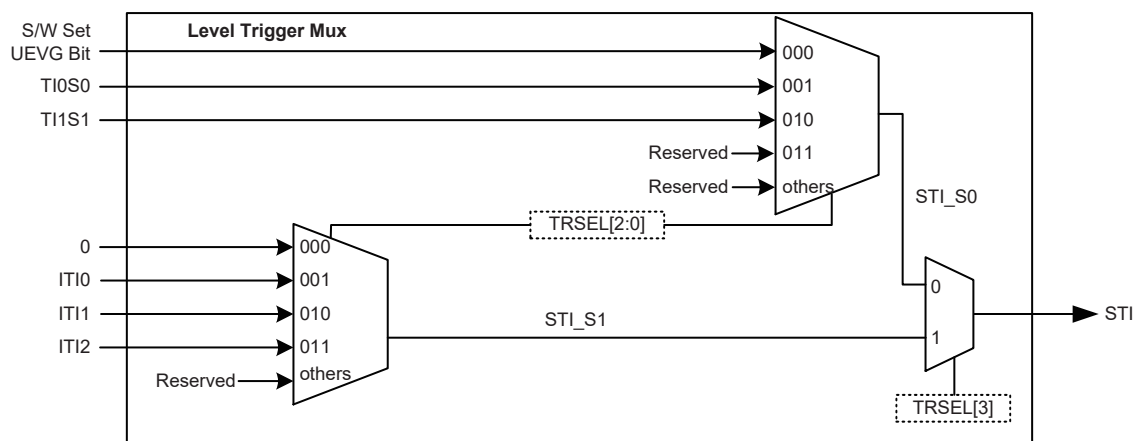 S/W Set
UEVG Bit
Level Trigger Mux
000
TI0S0
001
TI1S1
010
Reserved
011
Reserved
others
STI_S0
TRSEL[2:0]
0
000
ITI0
001
0
ITI1
010
STI
STI_S1
ITI2
011
1
Reserved
others
TRSEL[3]